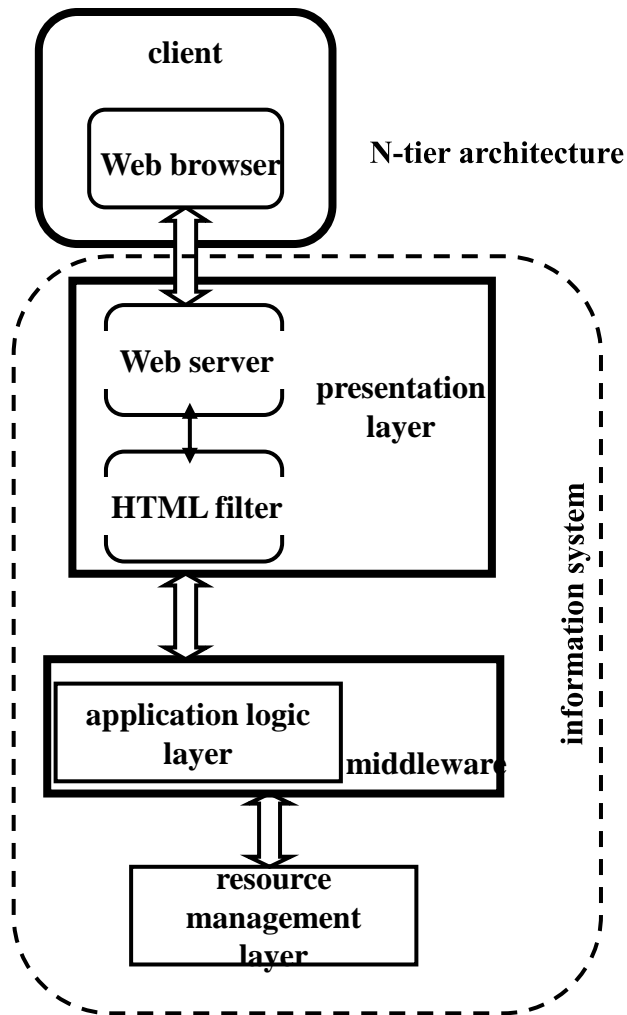 client
Web browser
N-tier architecture
Web server
presentation
layer
HTML filter
information system
application logic
layer
middleware
resource
management
layer